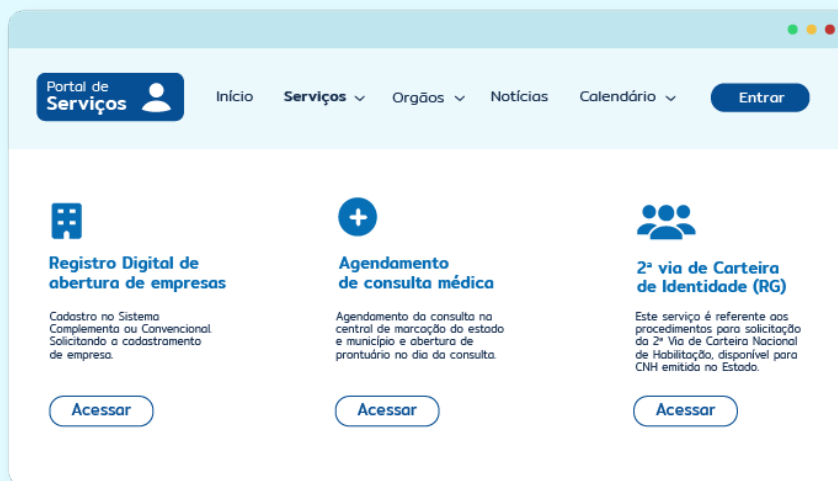 Portal de
Serviços
Início
Serviços
Orgãos
Notícias
Calendário
Entrar
Registro Digital de
abertura de empresas
Cadastro no Sistema
Complementa ou Convencional.
Solicitando a cadastramento
de empresa.
Acessar
Agendamento
de consulta médica
Agendamento da consulta na
central de marcação do estado
e município e abertura de
prontuário no dia da consulta.
Acessar
2ª via de Carteira
de Identidade (RG)
Este serviço é referente aos
procedimentos para solicitação
da 2ª Via de Carteira Nacional
de Habilitação, disponível para
CNH emitida no Estado.
Acessar